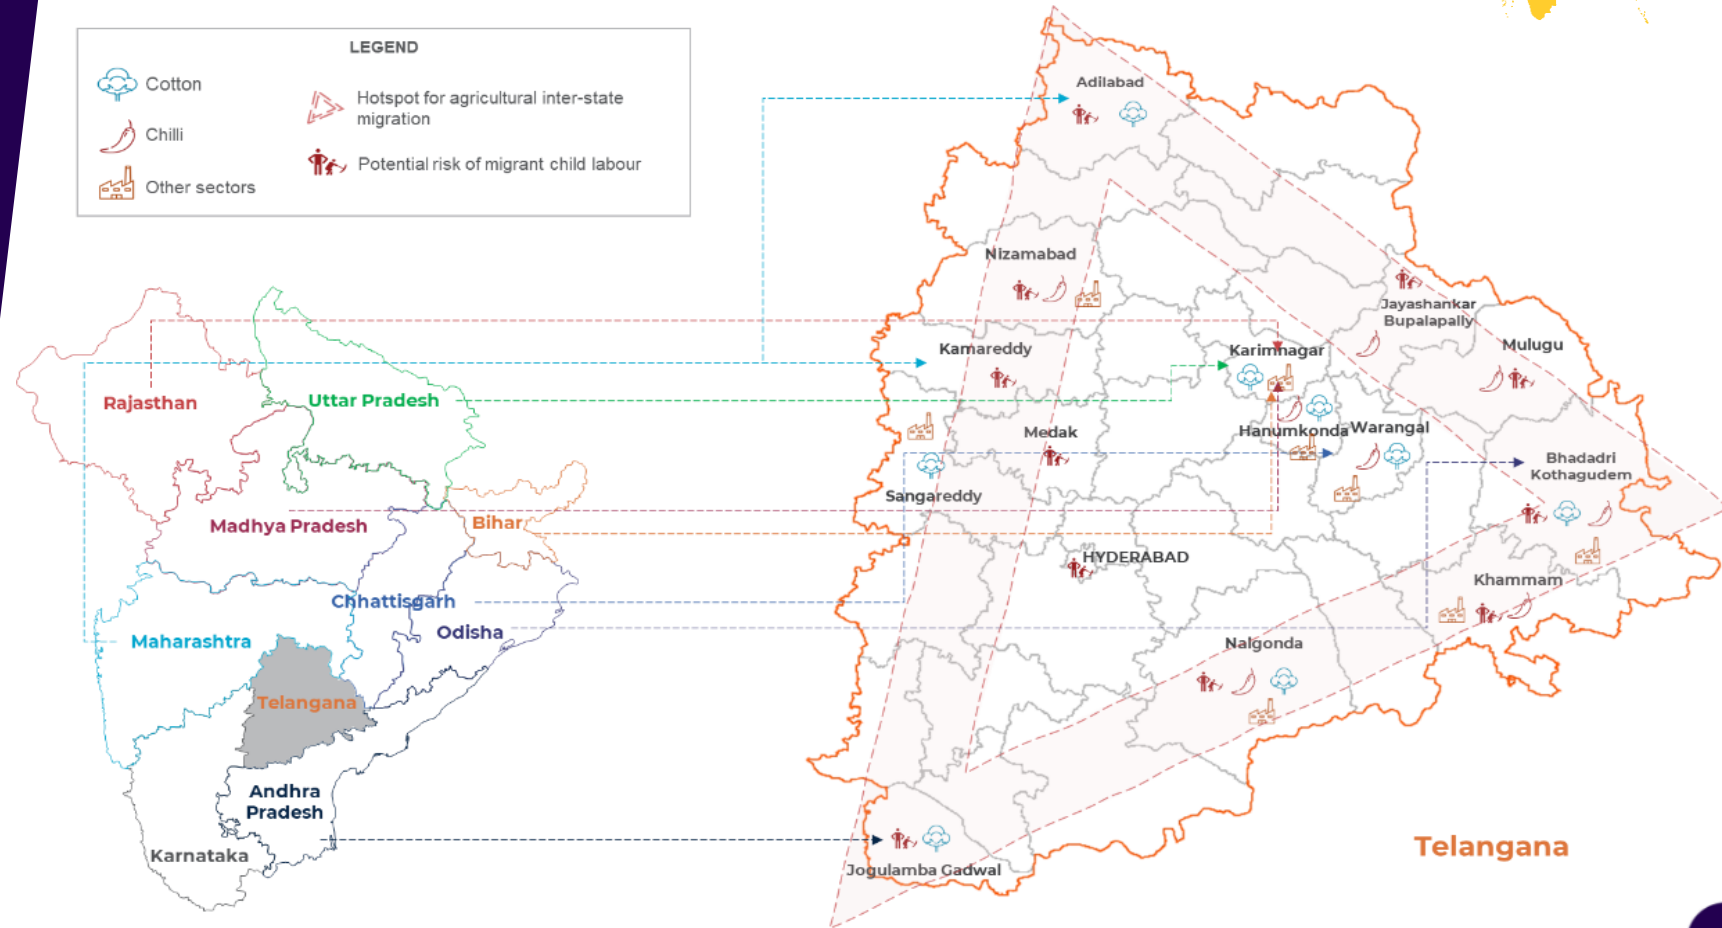 LEGEND
Cotton
Chilli
Other sectors
Hotspot for agricultural inter-state
migration
Potential risk of migrant child labour
Rajasthan
Uttar Pradesh
Madhya Pradesh
Bihar
Chhattisgarh
Odisha
Maharashtra
Telangana
Andhra
Pradesh
Karnataka
Adilabad
Nizamabad
Jayashankar
Bupalapally
Mulugu
Kamareddy
Karimnagar
Medak
Hanumkonda
Warangal
Bhadadri
Kothagudem
Sangareddy
HYDERABAD
Khammam
Nalgonda
Jogulamba Gadwal
Telangana